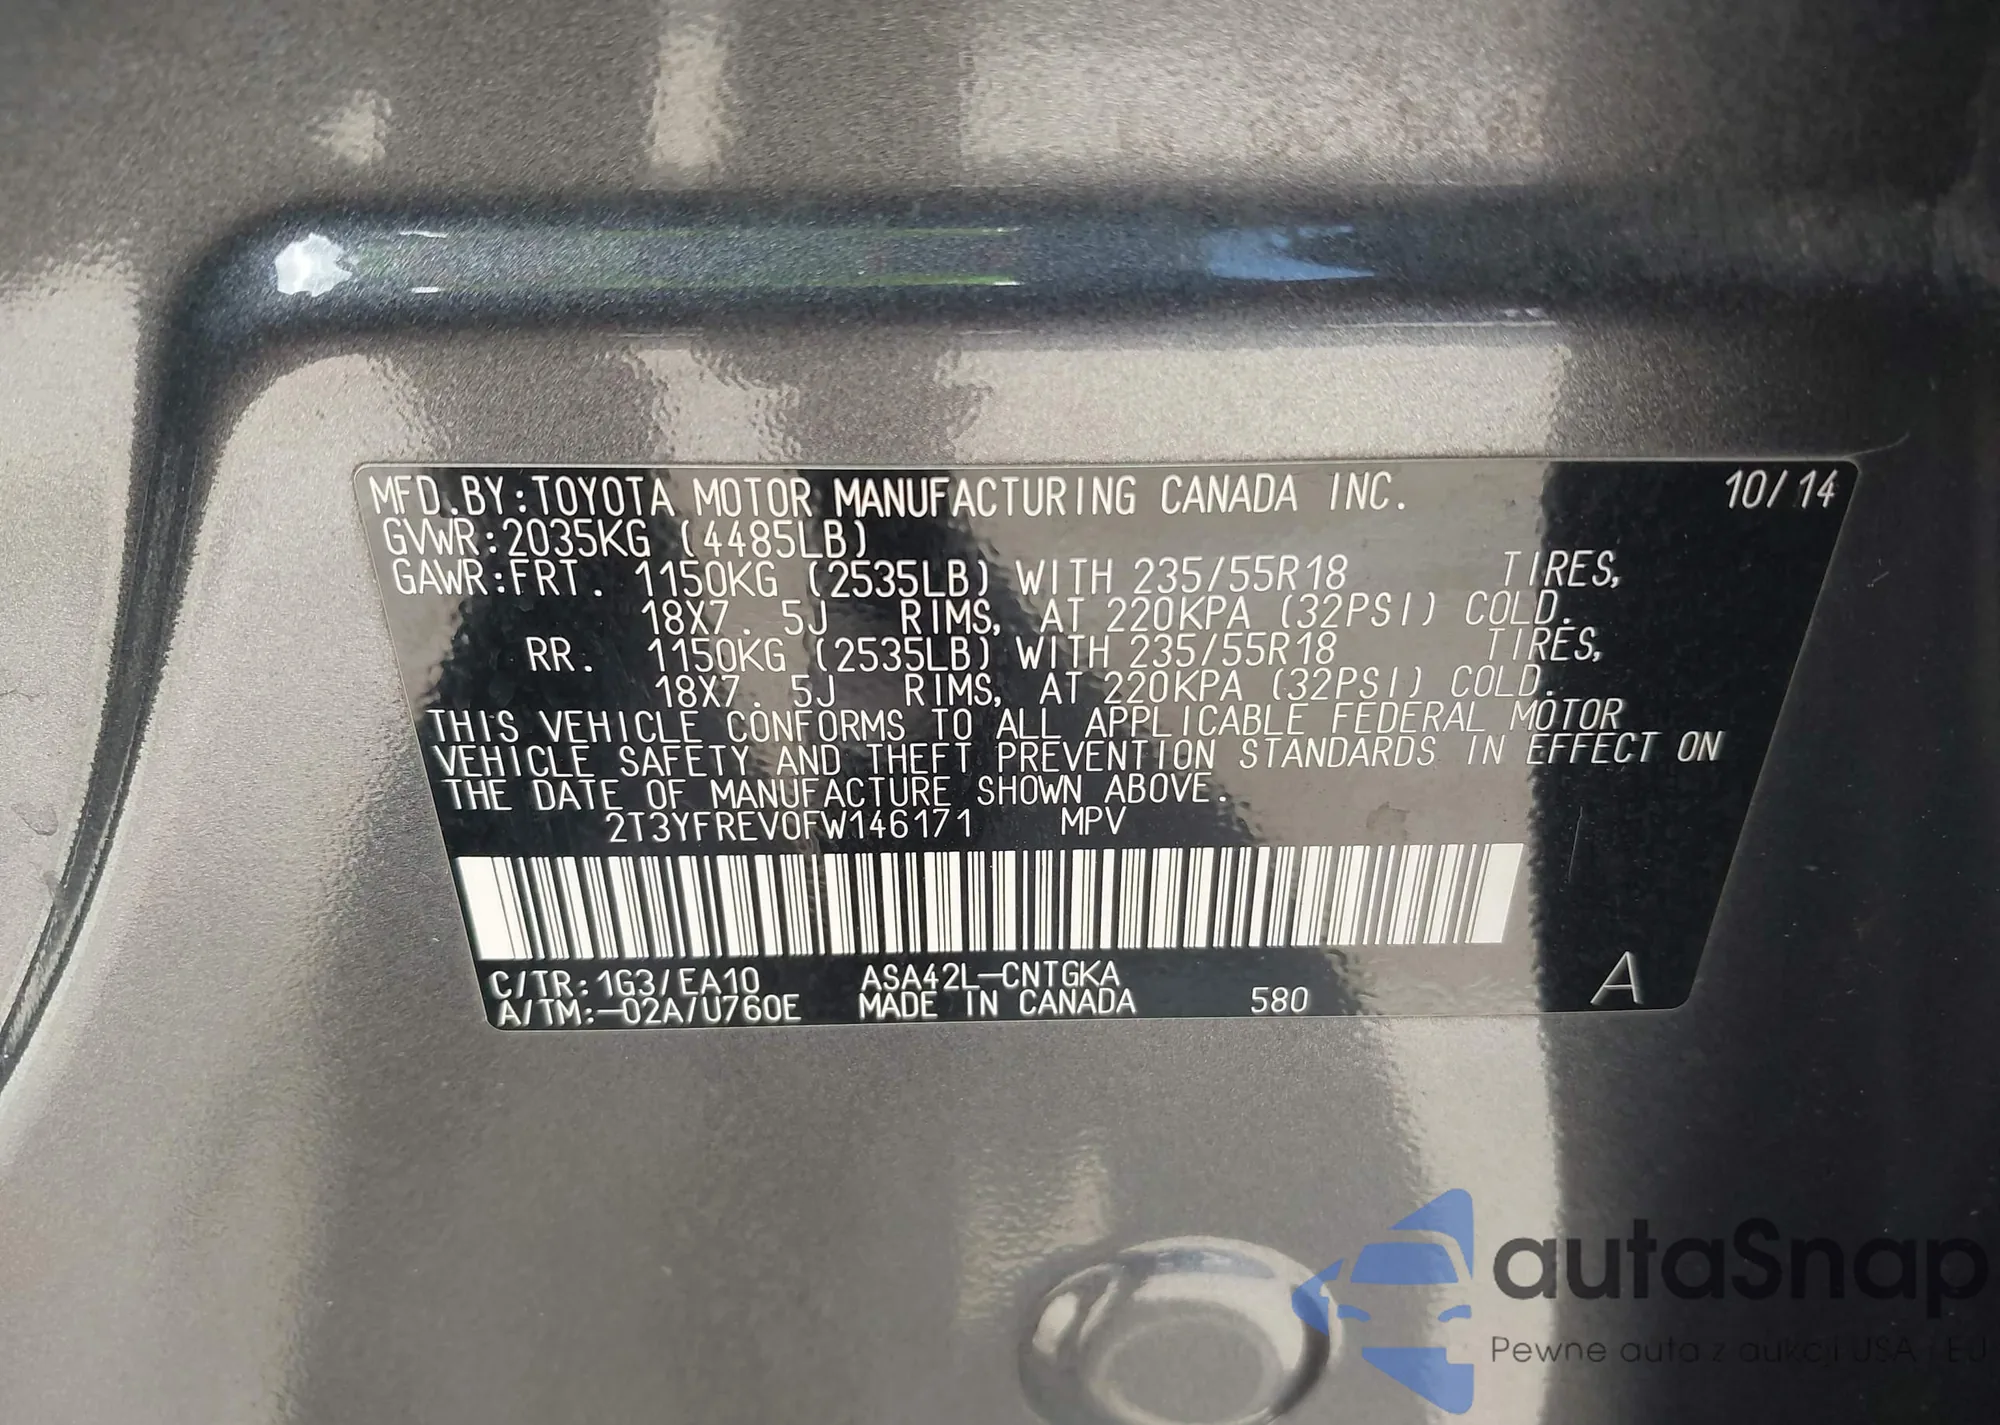 MFD.BY:TOYOTA MOTOR MANUFACTURING CANADA INC. 10/14
GVWR:2035KG (4485LB)
GAWR:FRT. 1150KG (2535LB) WITH 235/55R18 TIRES,
18X7.5J RIMS, AT 220KPA (32PSI) COLD.
RR. 1150KG (2535LB) WITH 235/55R18 TIRES,
18X7.5J RIMS, AT 220KPA (32PSI) COLD.
THIS VEHICLE CONFORMS TO ALL APPLICABLE FEDERAL MOTOR
VEHICLE SAFETY AND THEFT PREVENTION STANDARDS IN EFFECT ON
THE DATE OF MANUFACTURE SHOWN ABOVE.
2T3YFREV0FW146171 MPV
C/TR:1G3/EA10 ASA42L-CNTGKA
A/TM:-02A/U760E MADE IN CANADA 580 A
autaSnap
Pewne auta z aukcji USA i EU